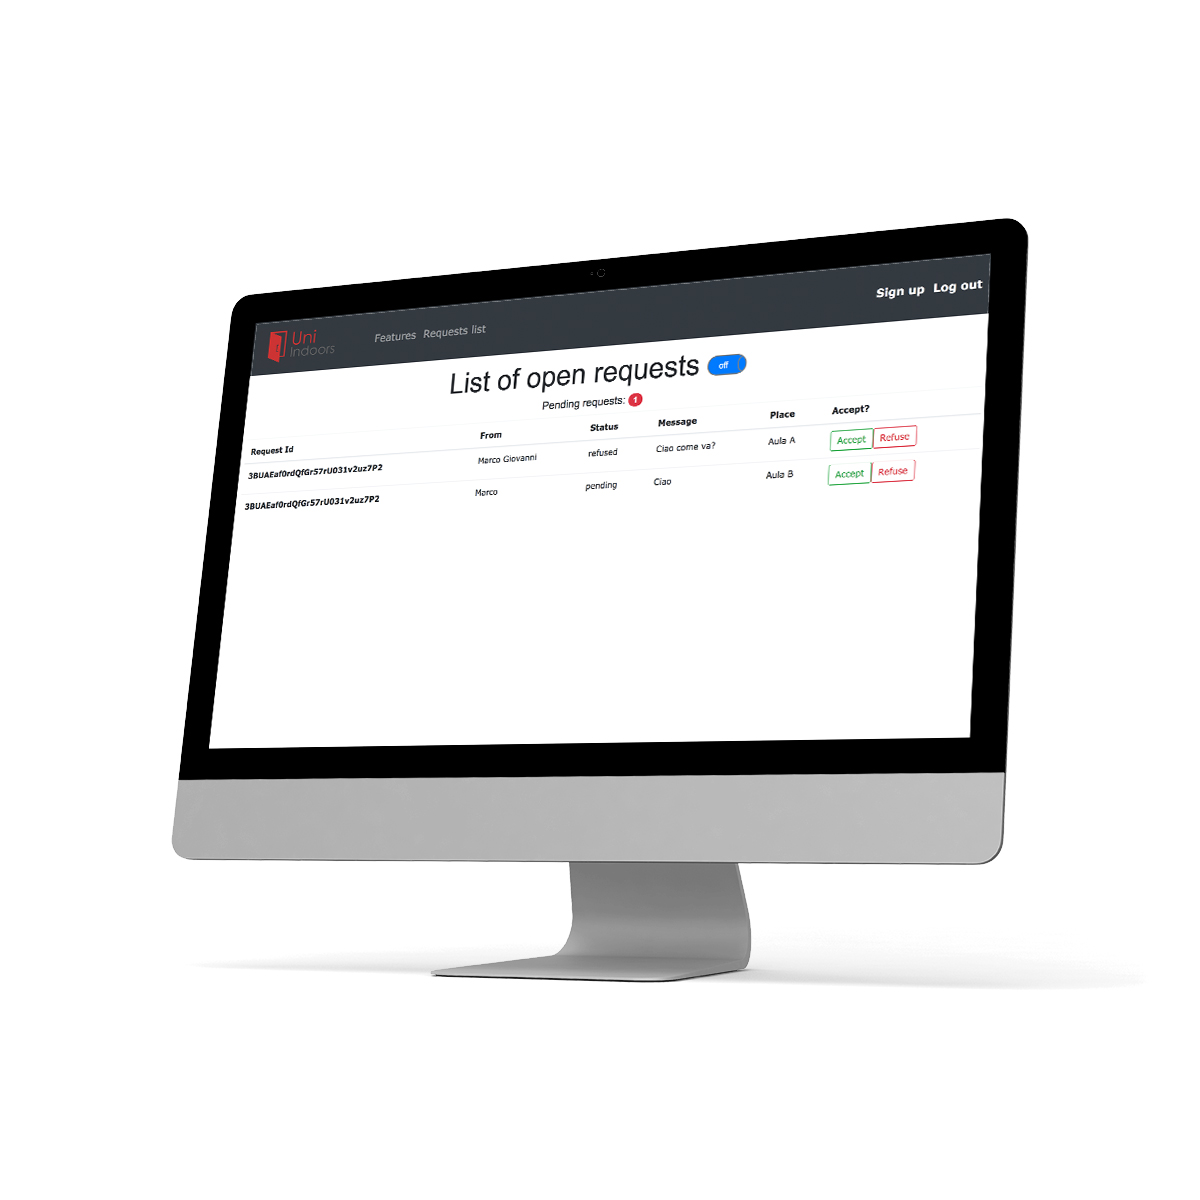 Uni
Indoors
Features Requests list
Sign up Log out
List of open requests off
Pending requests: 1
Request Id From Status Message Place Accept?
3BUAEaf0rdQfGr57rU031v2uz7P2 Marco Giovanni refused Ciao come va? Aula A Accept Refuse
3BUAEaf0rdQfGr57rU031v2uz7P2 Marco pending Ciao Aula B Accept Refuse